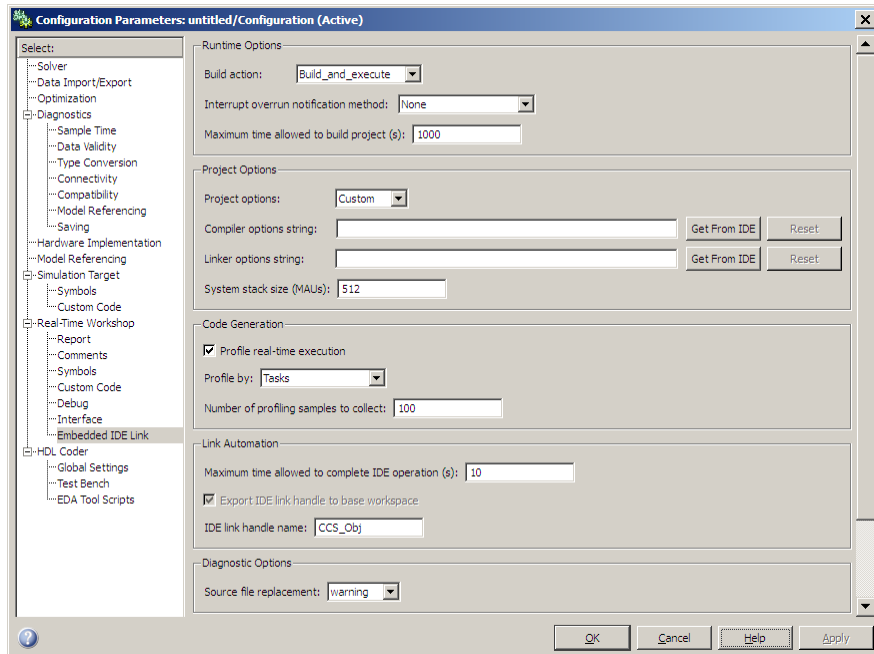 Configuration Parameters: untitled/Configuration (Active)
Select:
Solver
Data Import/Export
Optimization
Diagnostics
Sample Time
Data Validity
Type Conversion
Connectivity
Compatibility
Model Referencing
Saving
Hardware Implementation
Model Referencing
Simulation Target
Symbols
Custom Code
Real-Time Workshop
Report
Comments
Symbols
Custom Code
Debug
Interface
Embedded IDE Link
HDL Coder
Global Settings
Test Bench
EDA Tool Scripts
Runtime Options
Build action: Build_and_execute
Interrupt overrun notification method: None
Maximum time allowed to build project (s): 1000
Project Options
Project options: Custom
Compiler options string: Get From IDE Reset
Linker options string: Get From IDE Reset
System stack size (MAUs): 512
Code Generation
Profile real-time execution
Profile by: Tasks
Number of profiling samples to collect: 100
Link Automation
Maximum time allowed to complete IDE operation (s): 10
Export IDE link handle to base workspace
IDE link handle name: CCS_Obj
Diagnostic Options
Source file replacement: warning
OK Cancel Help Apply